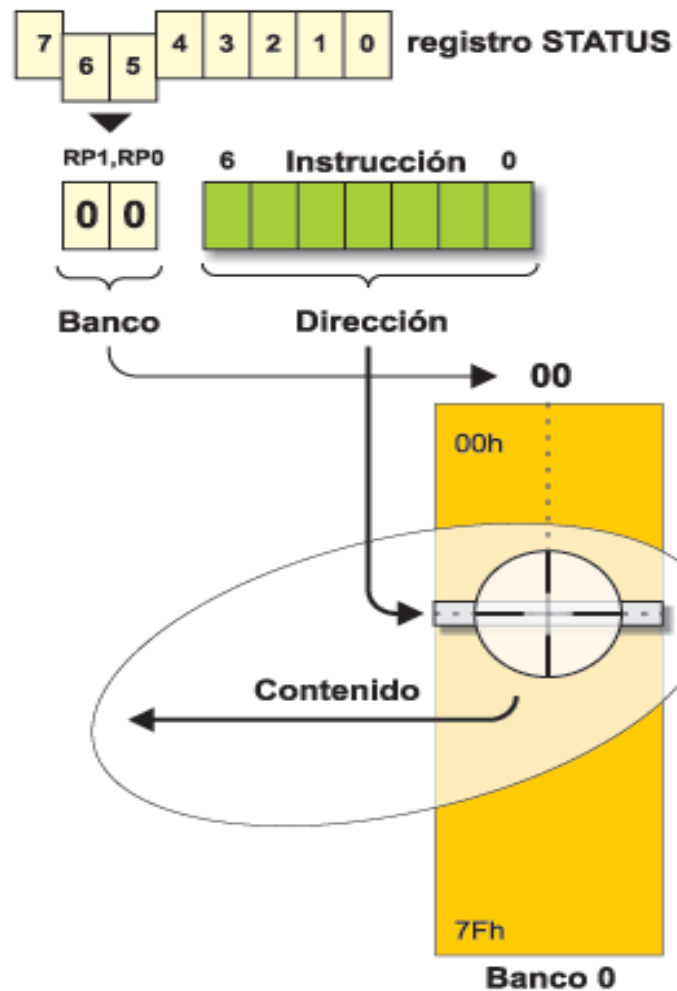 7 6 5 4 3 2 1 0 registro STATUS
RP1,RP0
6 Instrucción 0
0 0
Banco Dirección
00
00h
Contenido
7Fh
Banco 0